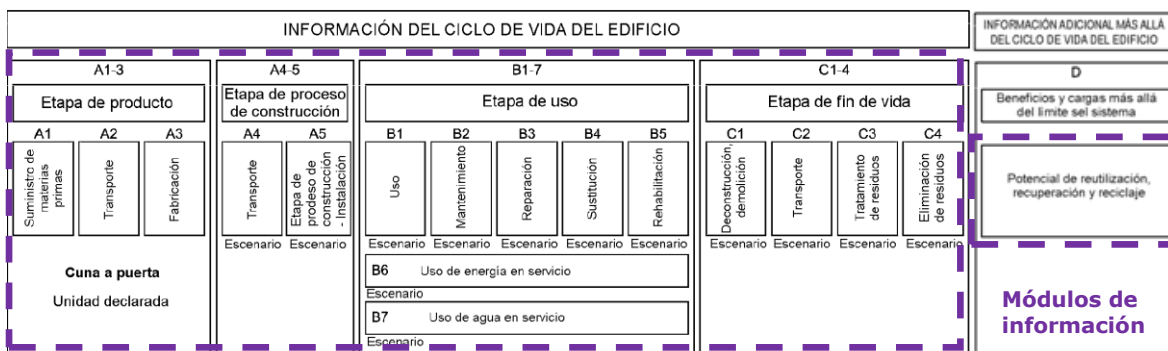 INFORMACIÓN DEL CICLO DE VIDA DEL EDIFICIO
INFORMACIÓN ADICIONAL MÁS ALLÁ
DEL CICLO DE VIDA DEL EDIFICIO
A1-3
Etapa de producto
A1
Suministro de
materias
primas
A2
Transporte
A3
Fabricación
Cuna a puerta
Unidad declarada
A4-5
Etapa de proceso
de construcción
A4
Transporte
Escenario
A5
Etapa de
prodeso de
construcción
- Instalación
Escenario
B1-7
Etapa de uso
B1
Uso
Escenario
B2
Mantenimiento
Escenario
B3
Reparación
Escenario
B4
Sustitución
Escenario
B5
Rehabilitación
Escenario
B6 Uso de energía en servicio
Escenario
B7 Uso de agua en servicio
Escenario
C1-4
Etapa de fin de vida
C1
Deconstrucción,
demolición
Escenario
C2
Transporte
Escenario
C3
Tratamiento
de residuos
Escenario
C4
Eliminación
de residuos
Escenario
D
Beneficios y cargas más allá
del limite sel sistema
Potencial de reutilización,
recuperación y reciclaje
Módulos de
información